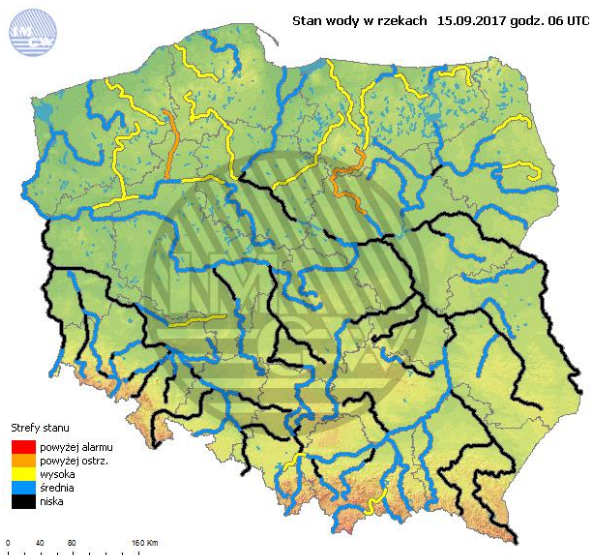 Stan wody w rzekach 15.09.2017 godz. 06 UTC
Strefy stanu
powyżej alarmu
powyżej ostrz.
wysoka
średnia
niska
0 40 80 160 Km